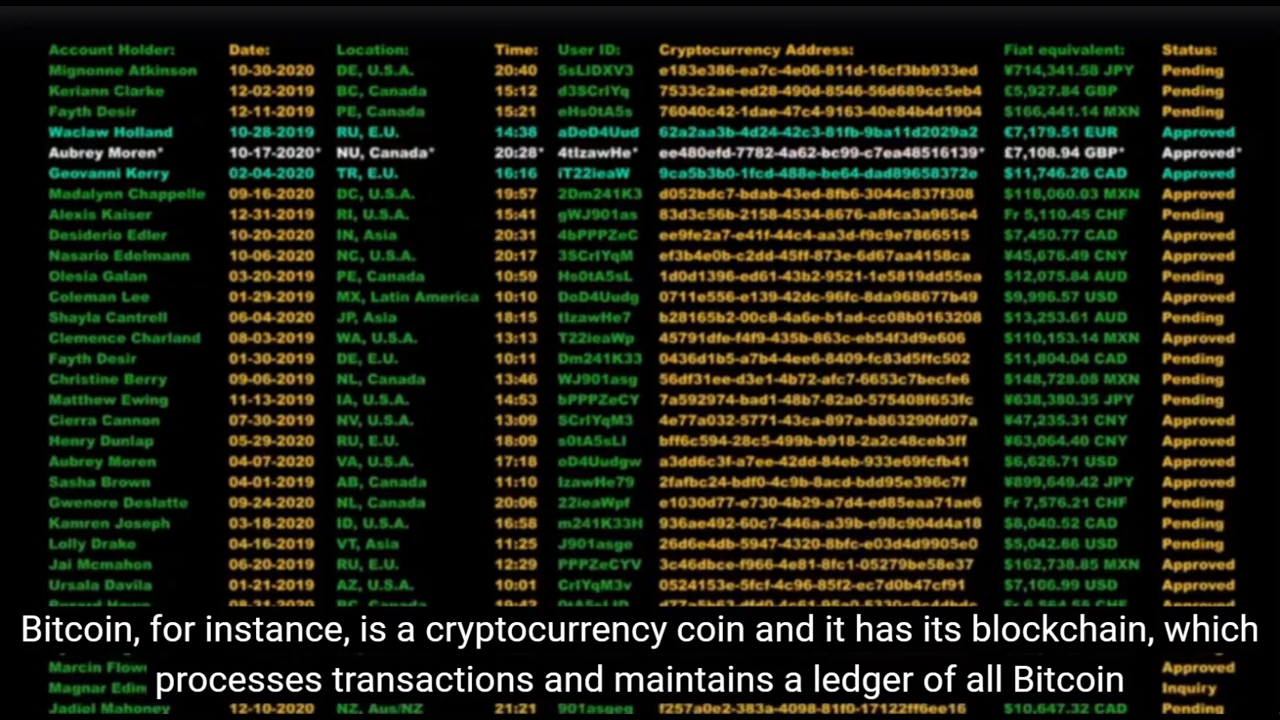 Account Holder: Date: Location: Time: User ID: Cryptocurrency Address: Fiat equivalent: Status:
Mignonne Atkinson 10-30-2020 DE, U.S.A. 20:40 5sLIDXV3 e183e386-ea7c-4e06-811d-16cf3bb933ed ¥714,341.58 JPY Pending
Keriann Clarke 12-02-2019 BC, Canada 15:12 d3SCrIYq 7533c2ae-ed28-490d-8546-56d689cc5eb4 £5,927.84 GBP Pending
Fayth Desir 12-11-2019 PE, Canada 15:21 eHs0tA5s 76040c42-1dae-47c4-9163-40e84b4d1904 $166,441.14 MXN Pending
Waclaw Holland 10-28-2019 RU, E.U. 14:38 aDoD4Uud 62a2aa3b-4d24-42c3-81fb-9ba11d2029a2 €7,179.51 EUR Approved
Aubrey Moren* 10-17-2020* NU, Canada* 20:28* 4tIzawHe* ee480efd-7782-4a62-bc99-c7ea48516139* £7,108.94 GBP* Approved*
Geovanni Kerry 02-04-2020 TR, E.U. 16:16 iT22ieaW 9ca5b3b0-1fcd-488e-be64-dad89658372e $11,746.26 CAD Approved
Madalynn Chappelle 09-16-2020 DC, U.S.A. 19:57 2Dm241K3 d052bdc7-bdab-43ed-8fb6-3044c837f308 $118,060.03 MXN Approved
Alexis Kaiser 12-31-2019 RI, U.S.A. 15:41 gWJ901as 83d3c56b-2158-4534-8676-a8fca3a965e4 Fr 5,110.45 CHF Pending
Desiderio Edler 10-20-2020 IN, Asia 20:31 4bPPPZeC ee9fe2a7-e41f-44c4-aa3d-f9c9e7866515 $7,450.77 CAD Approved
Nasario Edelmann 10-06-2020 NC, U.S.A. 20:17 3SCrIYqM ef3b4e0b-c2dd-45ff-873e-6d67aa4158ca ¥45,676.49 CNY Approved
Olesia Galan 03-20-2019 PE, Canada 10:59 Hs0tA5sL 1d0d1396-ed61-43b2-9521-1e5819dd55ea $12,075.84 AUD Pending
Coleman Lee 01-29-2019 MX, Latin America 10:10 DoD4Uudg 0711e556-e139-42dc-96fc-8da968677b49 $9,996.57 USD Approved
Shayla Cantrell 06-04-2020 JP, Asia 18:15 tIzawHe7 b28165b2-00c8-4a6e-b1ad-cc08b0163208 $13,253.61 AUD Pending
Clemence Charland 08-03-2019 WA, U.S.A. 13:13 T22ieaWp 45791dfe-f4f9-435b-863c-eb54f3d9e606 $110,153.14 MXN Pending
Fayth Desir 01-30-2019 DE, E.U. 10:11 Dm241K33 0436d1b5-a7b4-4ee6-8409-fc83d5ffc502 $11,804.04 CAD Pending
Christine Berry 09-06-2019 NL, Canada 13:46 WJ901asg 56df31ee-d3e1-4b72-afc7-6653c7becfe6 $148,728.08 MXN Pending
Matthew Ewing 11-13-2019 IA, U.S.A. 14:53 bPPPZeCY 7a592974-bad1-48b7-82a0-575408f653fc ¥638,380.35 JPY Pending
Cierra Cannon 07-30-2019 NV, U.S.A. 13:09 SCrIYqM3 4e77a032-5771-43ca-897a-b863290fd07a ¥47,235.31 CNY Approved
Henry Dunlap 05-29-2020 RU, E.U. 18:09 s0tA5sLI bff6c594-28c5-499b-b918-2a2c48ceb3ff ¥63,064.40 CNY Approved
Aubrey Moren 04-07-2020 VA, U.S.A. 17:18 oD4Uudgw a3dd6c3f-a7ee-42dd-84eb-933e69fcfb41 $6,626.71 USD Approved
Sasha Brown 04-01-2019 AB, Canada 11:10 IzawHe79 2fafbc24-bdf0-4c9b-8acd-bdd95e396c7f ¥899,649.42 JPY Approved
Gwenore Deslatte 09-24-2020 NL, Canada 20:06 22ieaWpf e1030d77-e730-4b29-a7d4-ed85eaa71ae6 Fr 7,576.21 CHF Pending
Kamren Joseph 03-18-2020 ID, U.S.A. 16:58 m241K33H 936ae492-60c7-446a-a39b-e98c904d4a18 $8,040.52 CAD Pending
Lolly Drake 04-16-2019 VT, Asia 11:25 J901asge 26d6e4db-5947-4320-8bfc-e03d4d9905e0 $5,042.66 USD Pending
Jai Mcmahon 06-20-2019 RU, E.U. 12:29 PPPZeCYV 3c46dbce-f966-4e81-8fc1-05279be58e37 $162,738.85 MXN Approved
Ursala Davila 01-21-2019 AZ, U.S.A. 10:01 CrIYqM3v 0524153e-5fcf-4c96-85f2-ec7d0b47cf91 $7,106.99 USD Approved
Bitcoin, for instance, is a cryptocurrency coin and it has its blockchain, which
processes transactions and maintains a ledger of all Bitcoin
Marcin Approved
Magnar Inquiry
Jadiel Mahoney 12-10-2020 NZ, Aus/NZ 21:21 901asgeg f257a0e2-383a-4098-81f0-17122ff6ee16 $10,647.32 CAD Pending